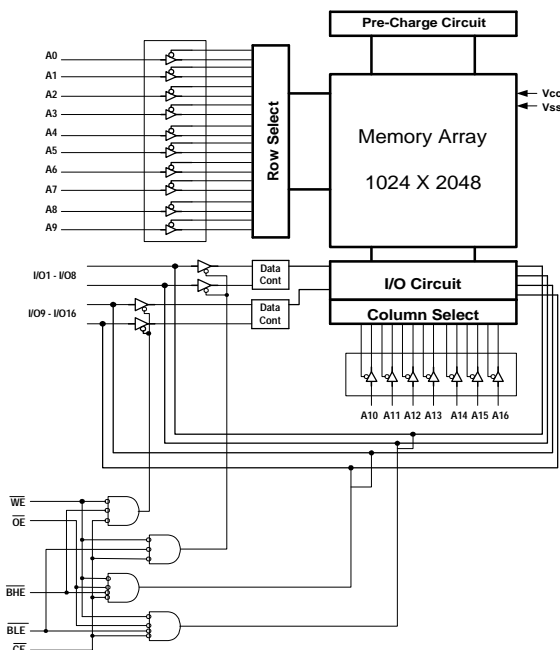 Pre-Charge Circuit
A0
A1
A2
A3
A4
A5
A6
A7
A8
A9
Row Select
Memory Array
1024 X 2048
Vcc
Vss
I/O1 - I/O8
I/O9 - I/O16
Data
Cont
Data
Cont
I/O Circuit
Column Select
A10 A11 A12 A13 A14 A15 A16
WE
OE
BHE
BLE
CE